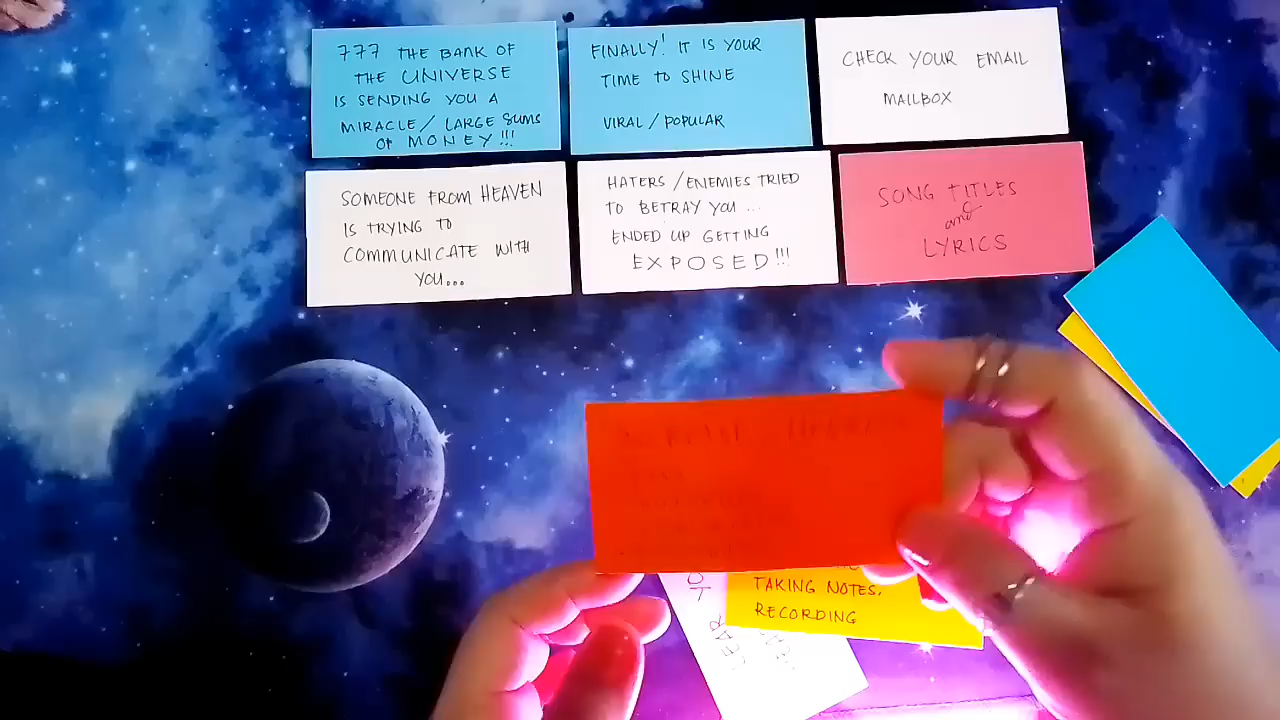 777 THE BANK OF
THE UNIVERSE
IS SENDING YOU A
MIRACLE/ LARGE SUMS
OF MONEY!!!
FINALLY! IT IS YOUR
TIME TO SHINE
VIRAL/POPULAR
CHECK YOUR EMAIL
MAILBOX
SOMEONE FROM HEAVEN
IS TRYING TO
COMMUNICATE WITH
YOU...
HATERS/ENEMIES TRIED
TO BETRAY YOU...
ENDED UP GETTING
EXPOSED!!!
SONG TITLES
and
LYRICS
TAKING NOTES,
RECORDING